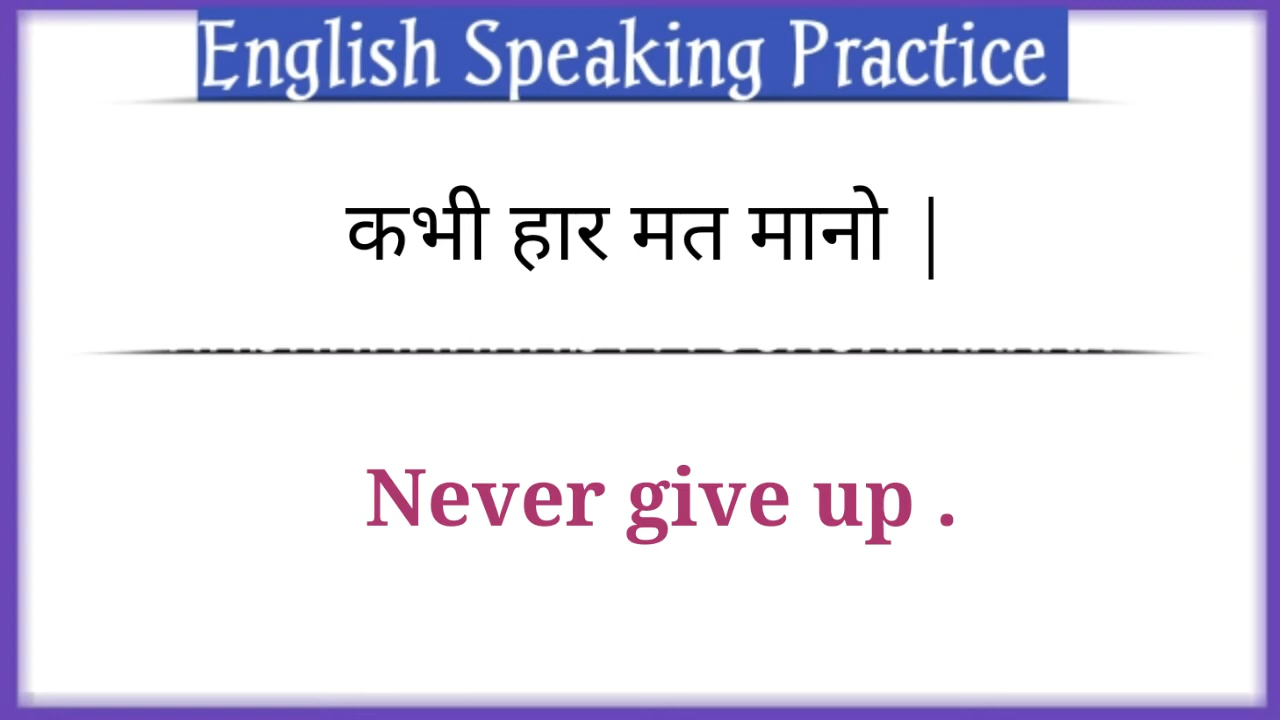 English Speaking Practice
कभी हार मत मानो |
Never give up .